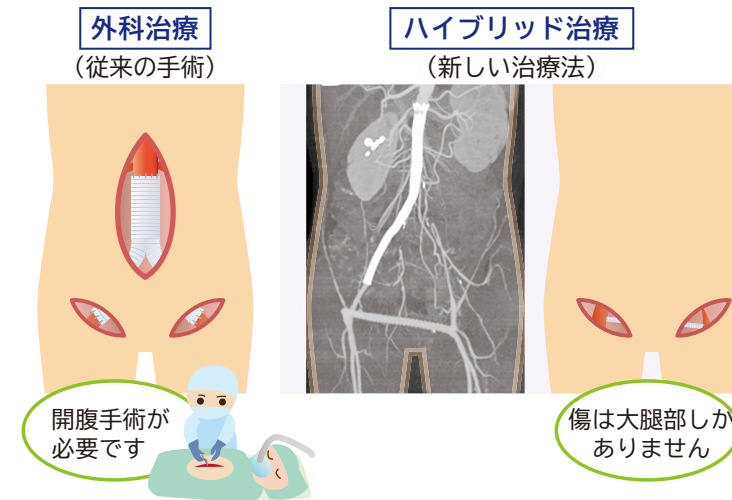 外科治療
（従来の手術）
ハイブリッド治療
（新しい治療法）
開腹手術が
必要です
傷は大腿部しか
ありません